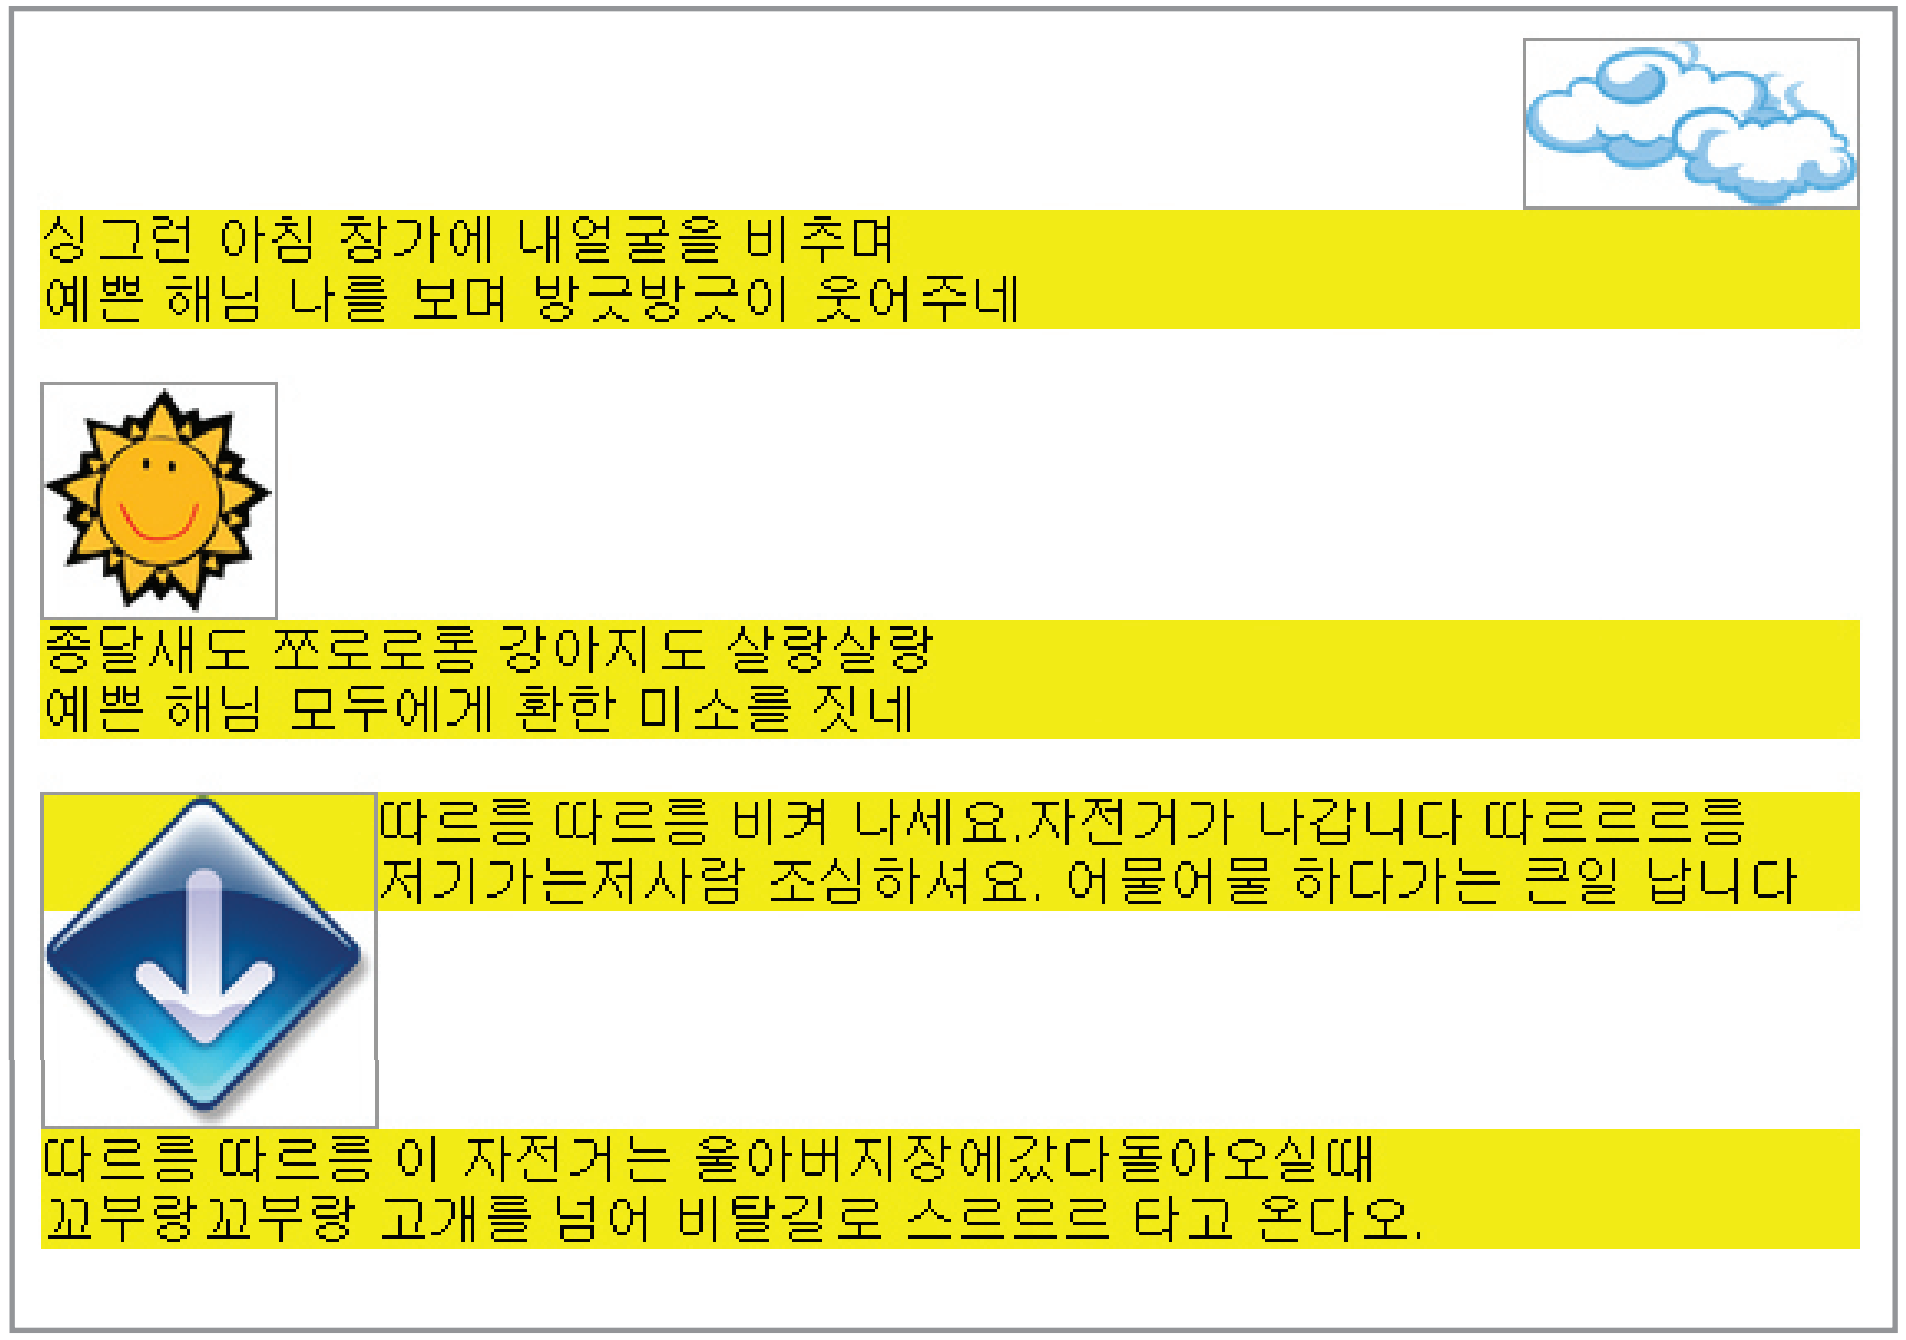 싱그런 아침 창가에 내얼굴을 비추며
예쁜 해님 나를 보며 방긋방긋이 웃어주네
종달새도 쪼로로롱 강아지도 살랑살랑
예쁜 해님 모두에게 환한 미소를 짓네
따르릉 따르릉 비켜 나세요.자전거가 나갑니다 따르르르릉
저기가는저사람 조심하셔요. 어물어물 하다가는 큰일 납니다
따르릉 따르릉 이 자전거는 울아버지장에갔다돌아오실때
꼬부랑꼬부랑 고개를 넘어 비탈길로 스르르르 타고 온다오.